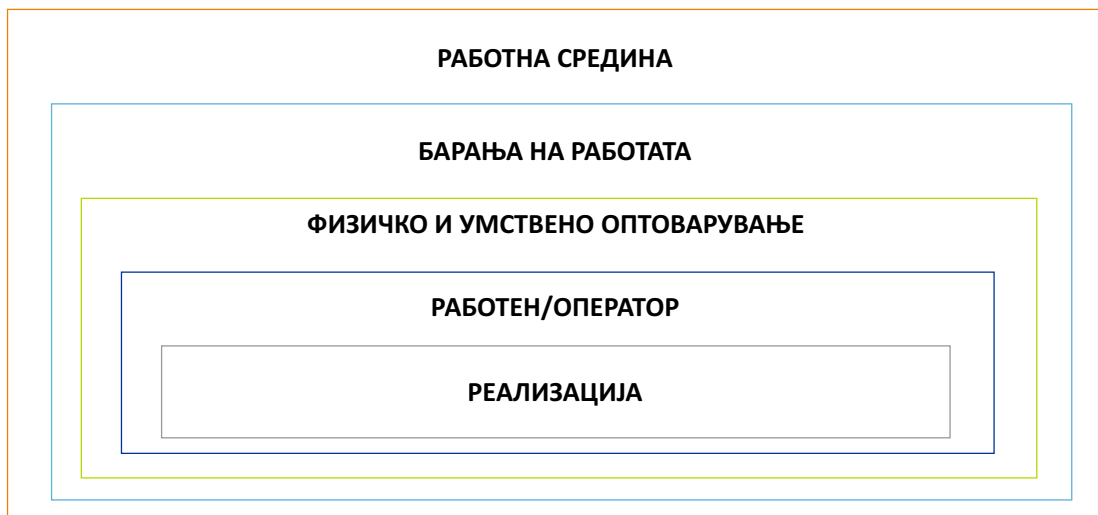 РАБОТНА СРЕДИНА
БАРАЊА НА РАБОТАТА
ФИЗИЧКО И УМСТВЕНО ОПТОВАРУВАЊЕ
РАБОТЕН/ОПЕРАТОР
РЕАЛИЗАЦИЈА